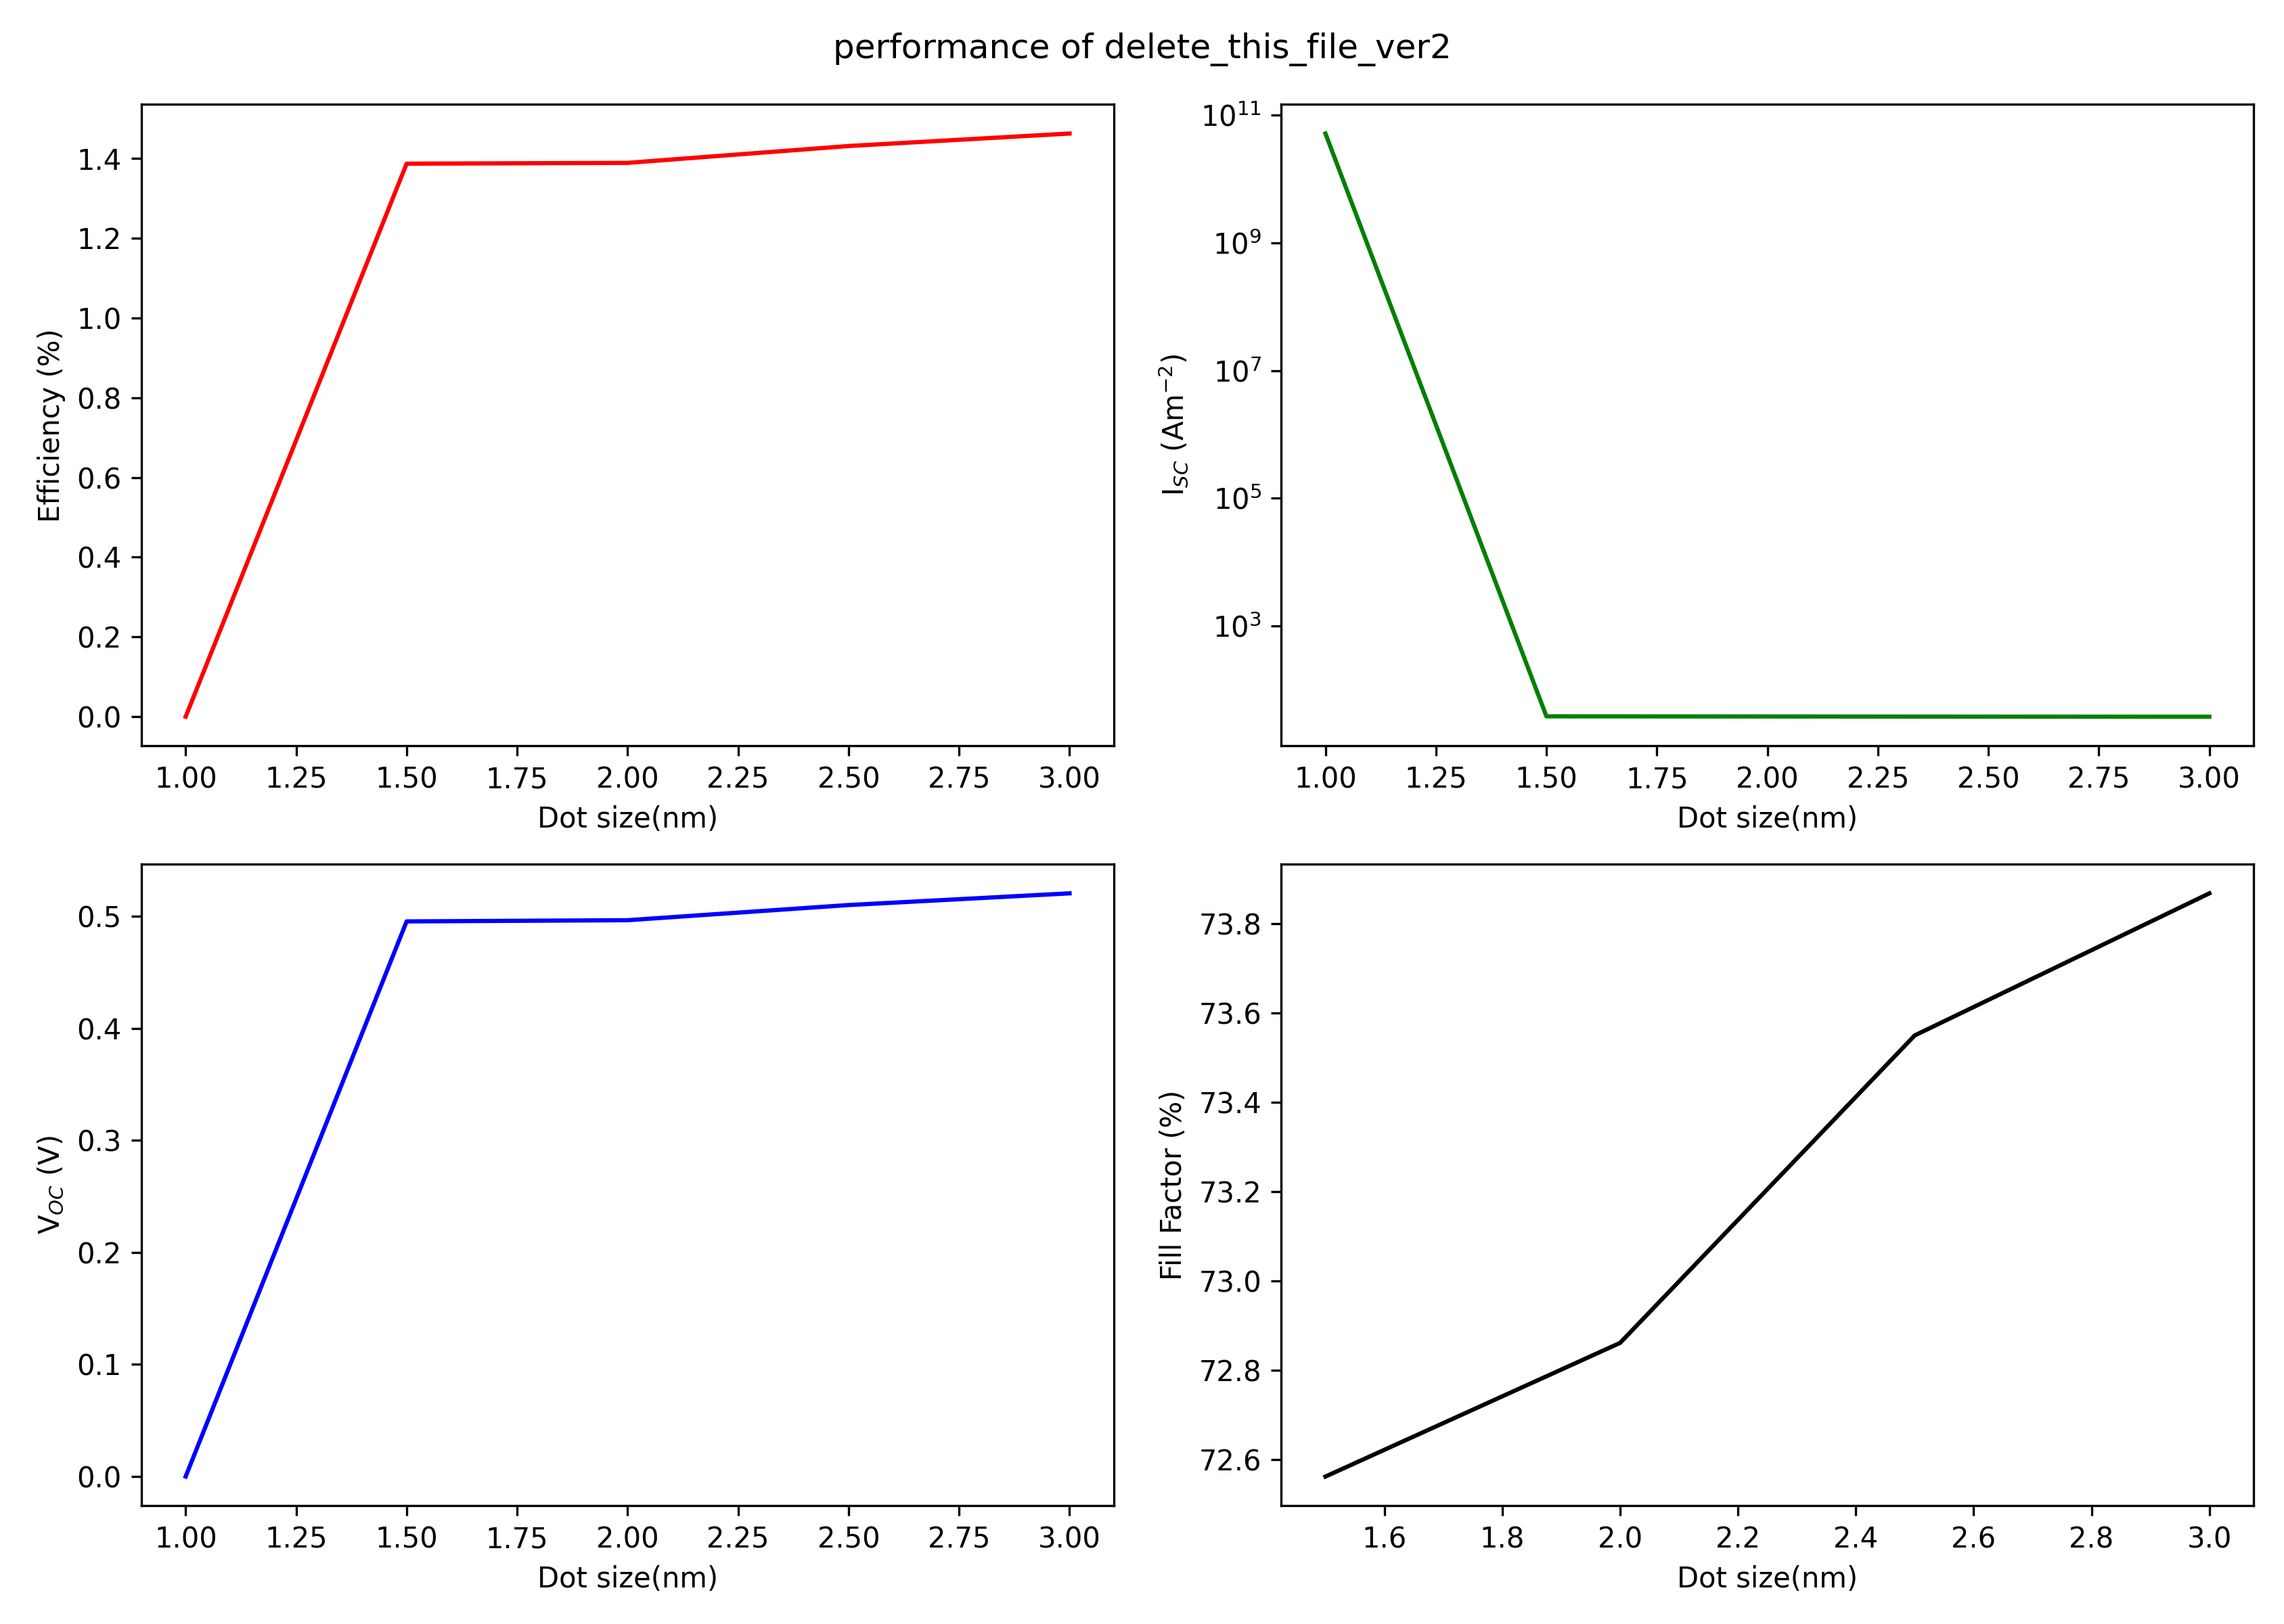 performance of delete_this_file_ver2
Efficiency (%)
1.4
1.2
1.0
0.8
0.6
0.4
0.2
0.0
1.00 1.25 1.50 1.75 2.00 2.25 2.50 2.75 3.00
Dot size(nm)
I_SC (Am⁻²)
10¹¹
10⁹
10⁷
10⁵
10³
1.00 1.25 1.50 1.75 2.00 2.25 2.50 2.75 3.00
Dot size(nm)
V_OC (V)
0.5
0.4
0.3
0.2
0.1
0.0
1.00 1.25 1.50 1.75 2.00 2.25 2.50 2.75 3.00
Dot size(nm)
Fill Factor (%)
73.8
73.6
73.4
73.2
73.0
72.8
72.6
1.6 1.8 2.0 2.2 2.4 2.6 2.8 3.0
Dot size(nm)